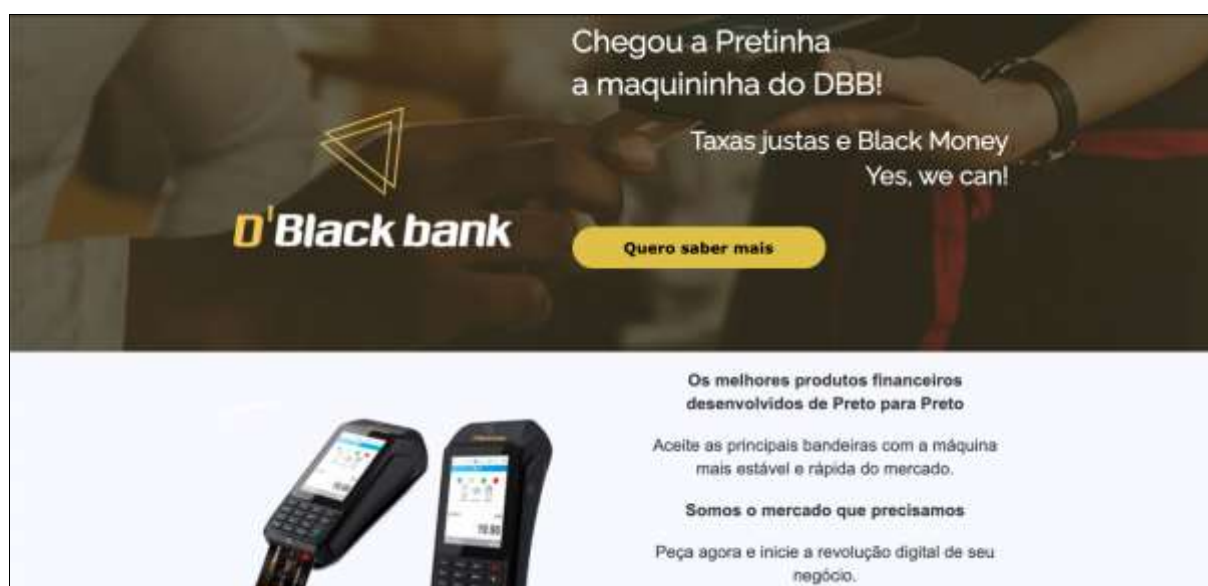 Chegou a Pretinha
a maquininha do DBB!
Taxas justas e Black Money
Yes, we can!
D'Black bank
Quero saber mais
Os melhores produtos financeiros
desenvolvidos de Preto para Preto
Aceite as principais bandeiras com a máquina
mais estável e rápida do mercado.
Somos o mercado que precisamos
Peça agora e inicie a revolução digital de seu
negócio.